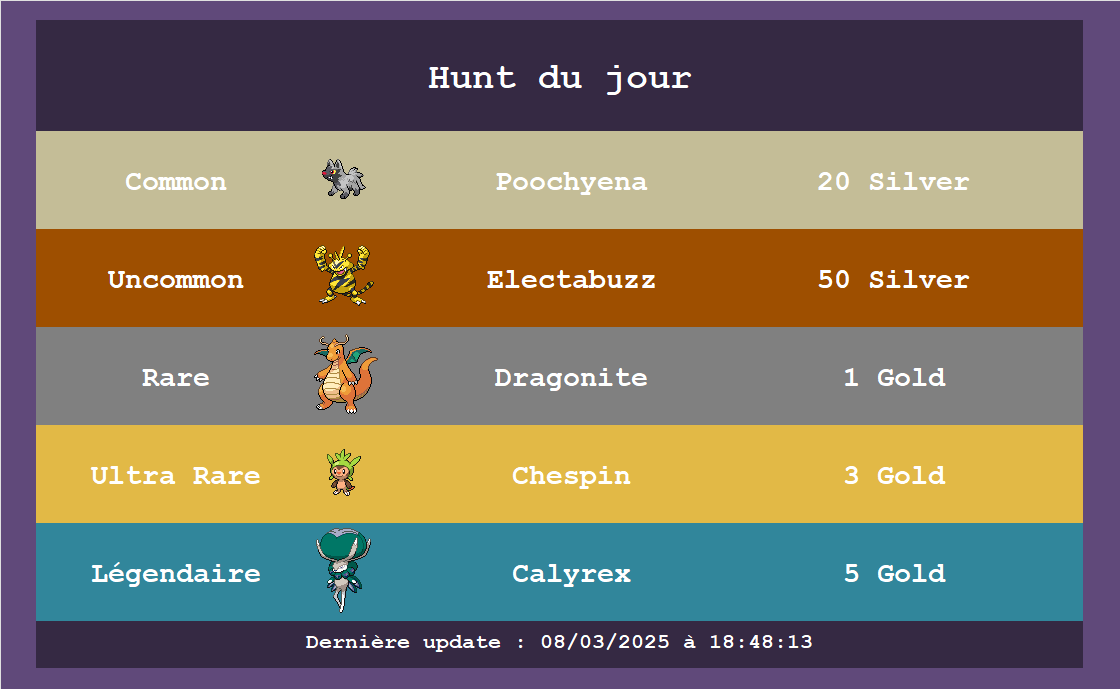 Hunt du jour
Common Poochyena 20 Silver
Uncommon Electabuzz 50 Silver
Rare Dragonite 1 Gold
Ultra Rare Chespin 3 Gold
Légendaire Calyrex 5 Gold
Dernière update : 08/03/2025 à 18:48:13